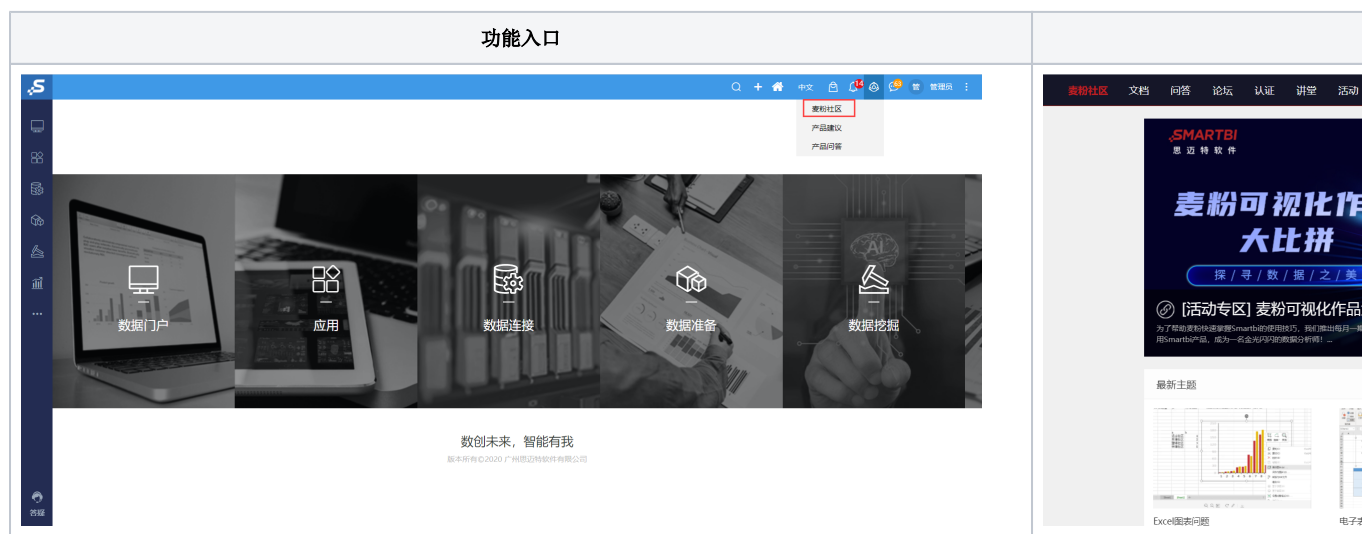 功能入口
中文
14
管
管理员
麦粉社区
产品建议
产品问答
数据门户
应用
数据连接
数据准备
AI
数据挖掘
数创未来，智能有我
版本所有©2020 广州思迈特软件有限公司
答疑
麦粉社区 文档 问答 论坛 认证 讲堂 活动
SMARTBI
思迈特软件
麦粉可视化作
大比拼
探/寻/数/据/之/美
[活动专区] 麦粉可视化作品
为了帮助麦粉快速掌握Smartbi的使用技巧，我们推出每月一期
用Smartbi产品，成为一名金光闪闪的数据分析师！...
最新主题
Excel图表问题
电子表